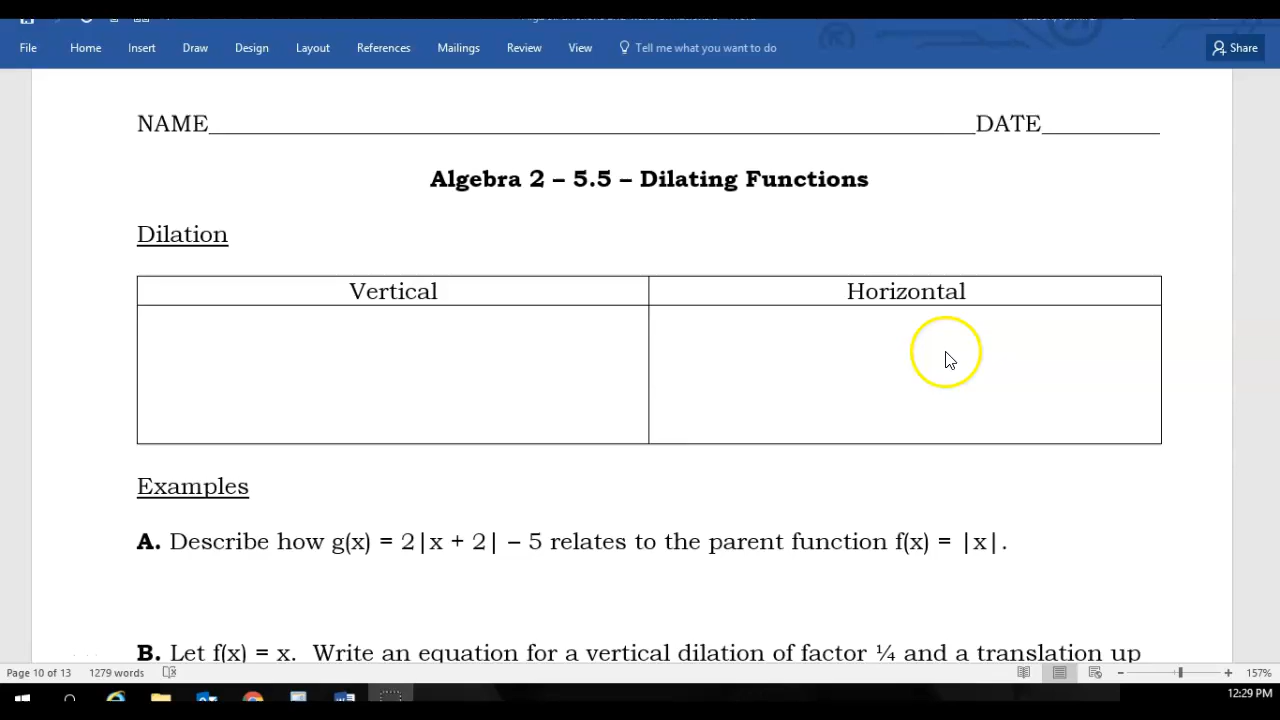 File Home Insert Draw Design Layout References Mailings Review View Tell me what you want to do Share
NAME DATE
Algebra 2 – 5.5 – Dilating Functions
Dilation
Vertical Horizontal
Examples
A. Describe how g(x) = 2|x + 2| – 5 relates to the parent function f(x) = |x|.
B. Let f(x) = x. Write an equation for a vertical dilation of factor ¼ and a translation up
Page 10 of 13 1279 words 157%
12:29 PM